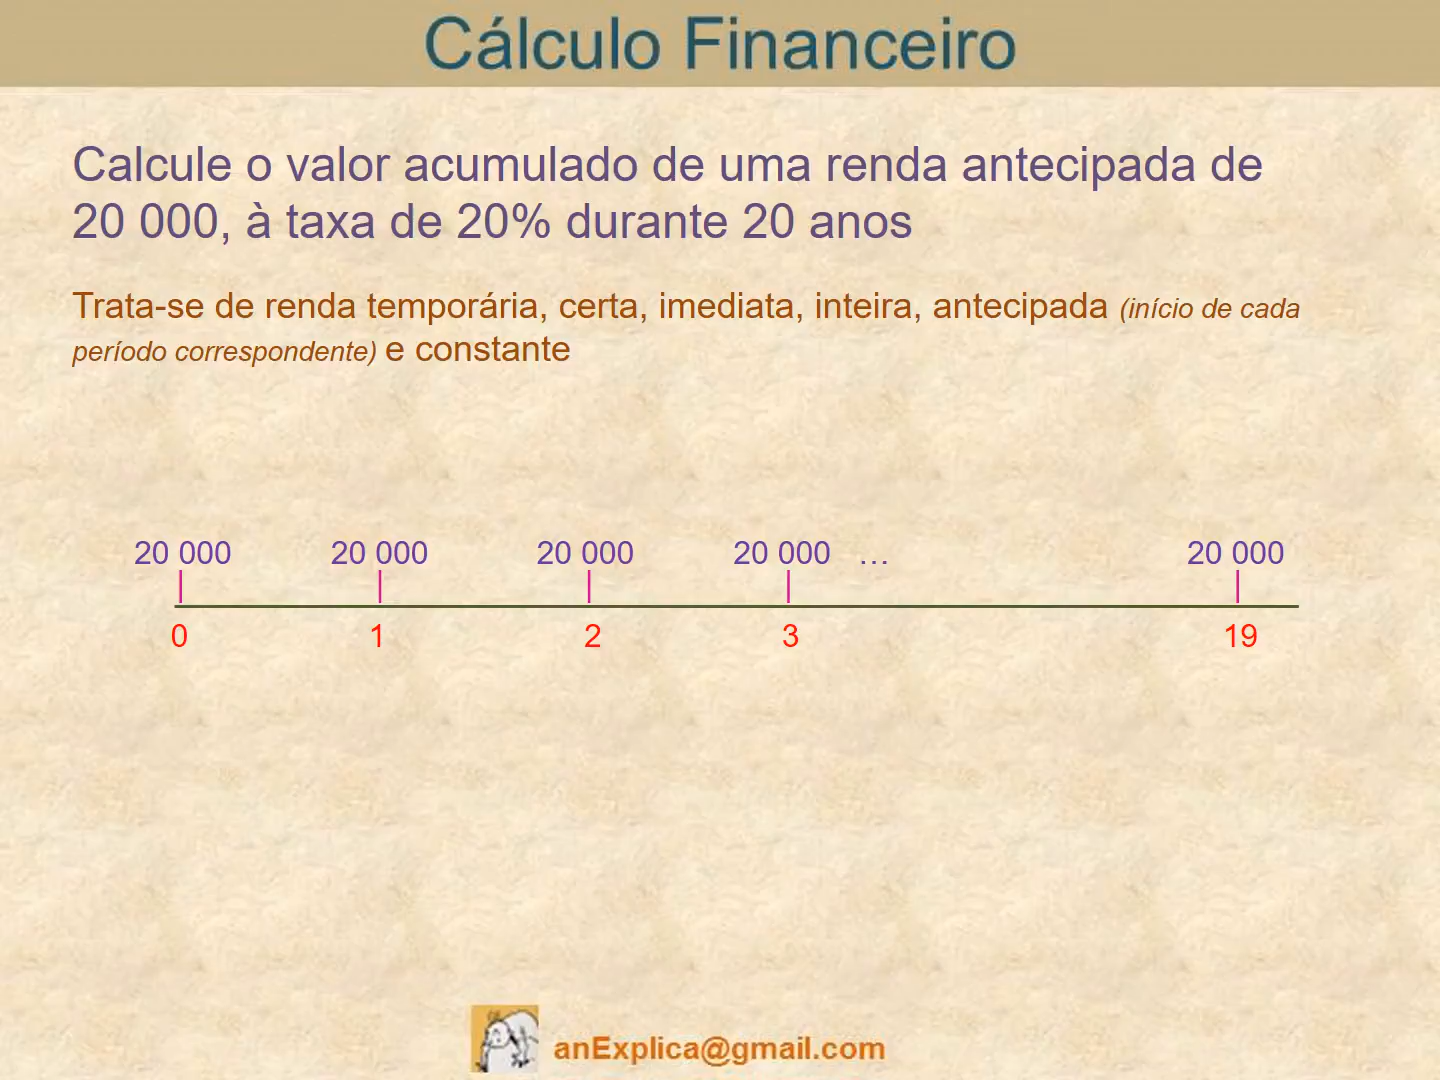 Cálculo Financeiro
Calcule o valor acumulado de uma renda antecipada de
20 000, à taxa de 20% durante 20 anos
Trata-se de renda temporária, certa, imediata, inteira, antecipada (início de cada
período correspondente) e constante
20 000 20 000 20 000 20 000 … 20 000
0 1 2 3 19
anExplica@gmail.com